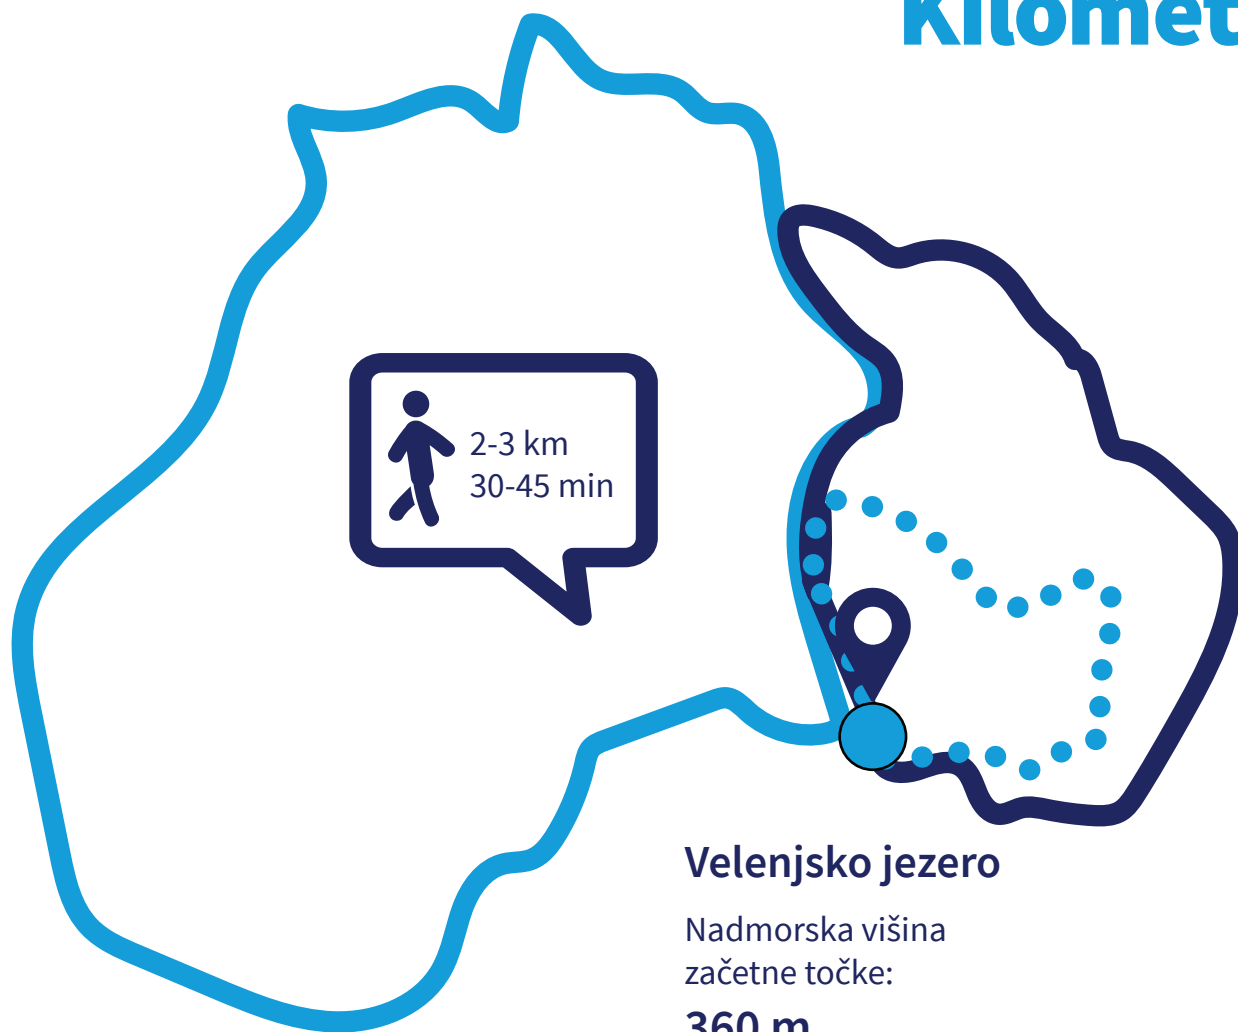 Kilomet
2-3 km
30-45 min
Velenjsko jezero
Nadmorska višina
začetne točke:
360 m